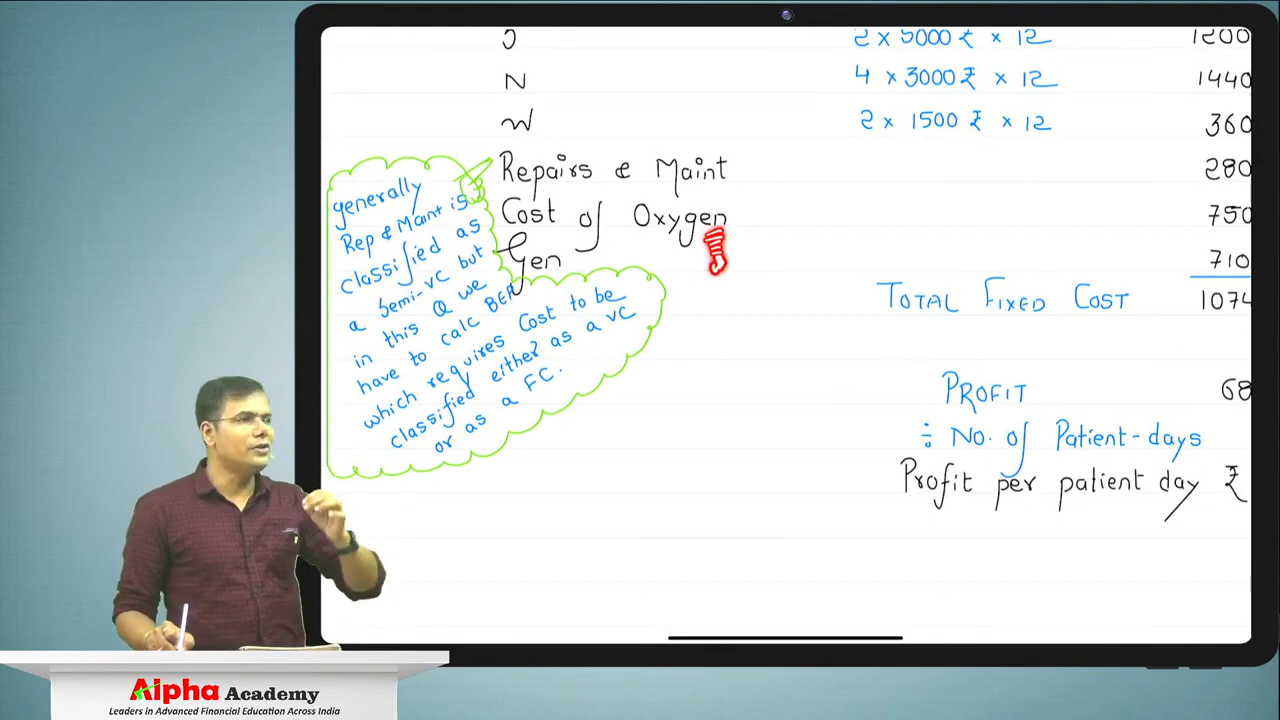 J 2 x 5000 ₹ x 12 1200
N 4 x 3000 ₹ x 12 1440
W 2 x 1500 ₹ x 12 360
Repairs & Maint 280
Cost of Oxygen 750
Gen 710
TOTAL FIXED COST 1074
generally
Rep & Maint is
classified as
a semi-vc but
in this Q we
have to calc BEP
which requires Cost to be
classified either as a VC
or as a FC.
PROFIT 68
÷ No. of Patient-days
Profit per patient day ₹
Alpha Academy
Leaders in Advanced Financial Education Across India